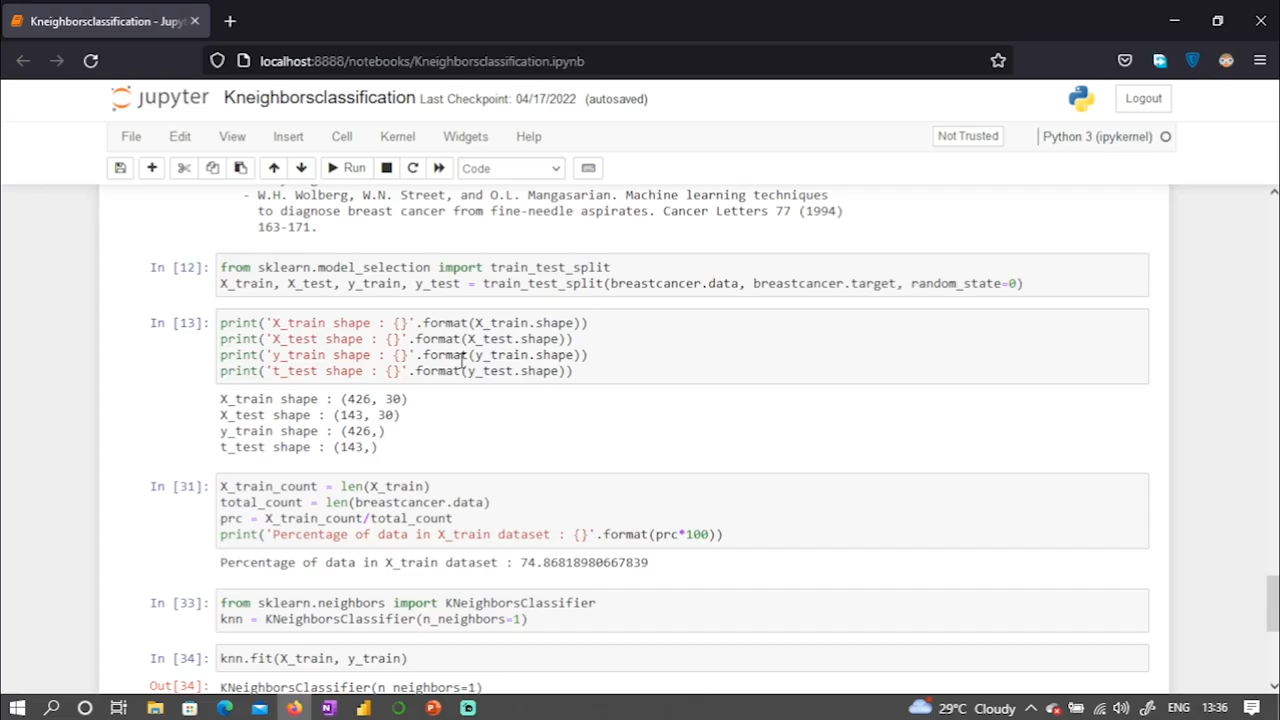 Kneighborsclassification - Jupyt
localhost:8888/notebooks/Kneighborsclassification.ipynb
jupyter Kneighborsclassification Last Checkpoint: 04/17/2022 (autosaved)
Logout
File Edit View Insert Cell Kernel Widgets Help
Not Trusted
Python 3 (ipykernel)
Run
Code
- W.H. Wolberg, W.N. Street, and O.L. Mangasarian. Machine learning techniques
to diagnose breast cancer from fine-needle aspirates. Cancer Letters 77 (1994)
163-171.
In [12]: from sklearn.model_selection import train_test_split
X_train, X_test, y_train, y_test = train_test_split(breastcancer.data, breastcancer.target, random_state=0)
In [13]: print('X_train shape : {}'.format(X_train.shape))
print('X_test shape : {}'.format(X_test.shape))
print('y_train shape : {}'.format(y_train.shape))
print('t_test shape : {}'.format(y_test.shape))
X_train shape : (426, 30)
X_test shape : (143, 30)
y_train shape : (426,)
t_test shape : (143,)
In [31]: X_train_count = len(X_train)
total_count = len(breastcancer.data)
prc = X_train_count/total_count
print('Percentage of data in X_train dataset : {}'.format(prc*100))
Percentage of data in X_train dataset : 74.86818980667839
In [33]: from sklearn.neighbors import KNeighborsClassifier
knn = KNeighborsClassifier(n_neighbors=1)
In [34]: knn.fit(X_train, y_train)
Out[34]: KNeighborsClassifier(n_neighbors=1)
29°C Cloudy ENG 13:36